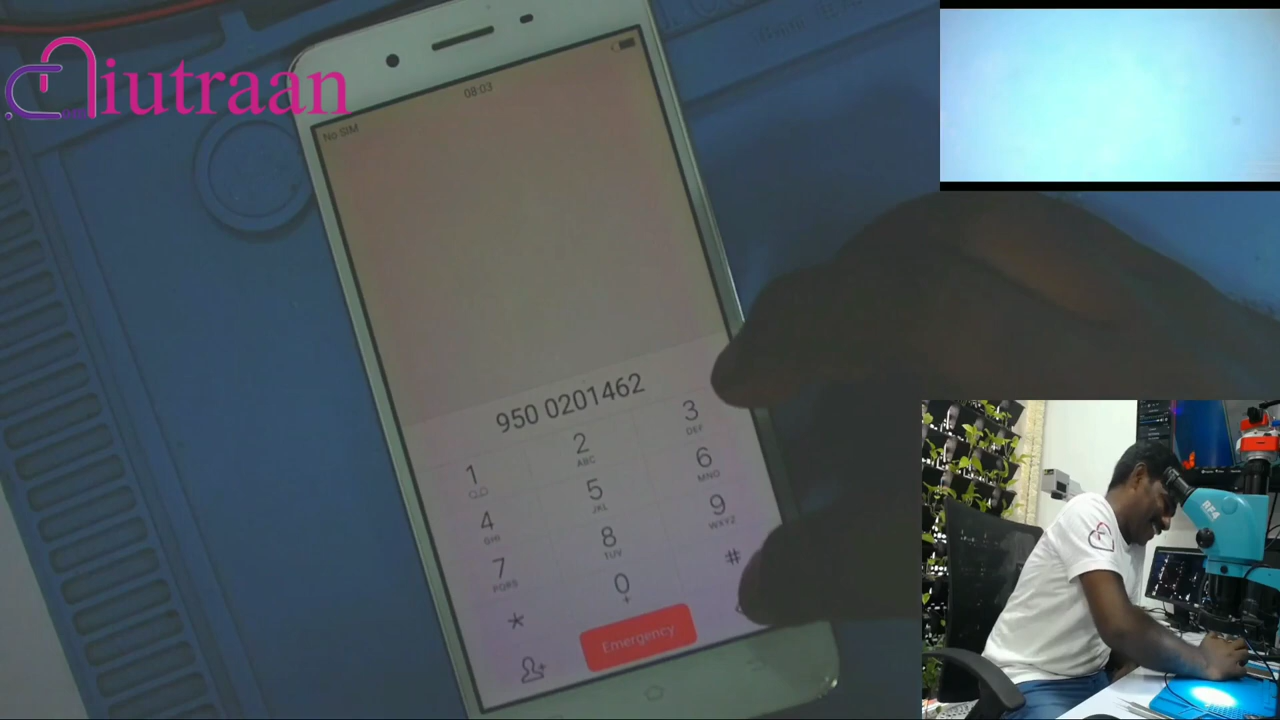 iutraan
08:03
No SIM
950 0201462
1
2
ABC
3
DEF
4
GHI
5
JKL
6
MNO
7
PQRS
8
TUV
9
WXYZ
*
0
+
#
Emergency
RF4